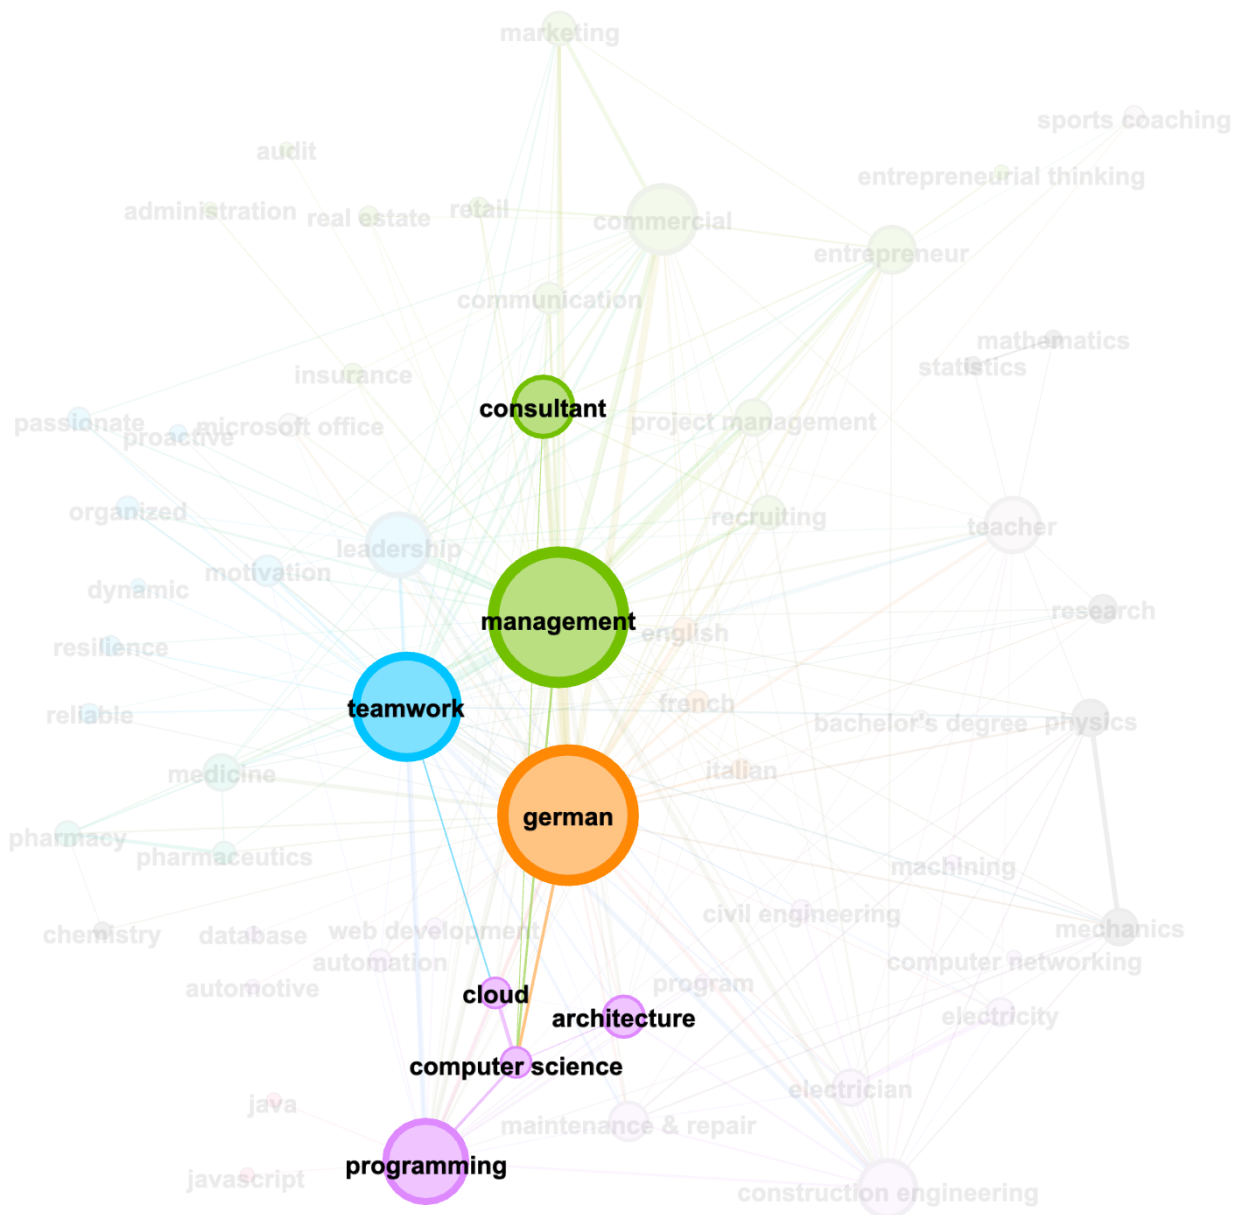 marketing
sports coaching
audit
entrepreneurial thinking
administration
real estate
retail
commercial
entrepreneur
communication
mathematics
statistics
insurance
consultant
passionate
proactive
microsoft office
project management
organized
recruiting
teacher
leadership
motivation
dynamic
research
management
english
resilience
teamwork
french
reliable
bachelor's degree
physics
medicine
italian
german
pharmacy
pharmaceutics
machining
civil engineering
mechanics
chemistry
database
web development
automation
computer networking
program
automotive
cloud
architecture
electricity
computer science
electrician
java
maintenance & repair
programming
javascript
construction engineering